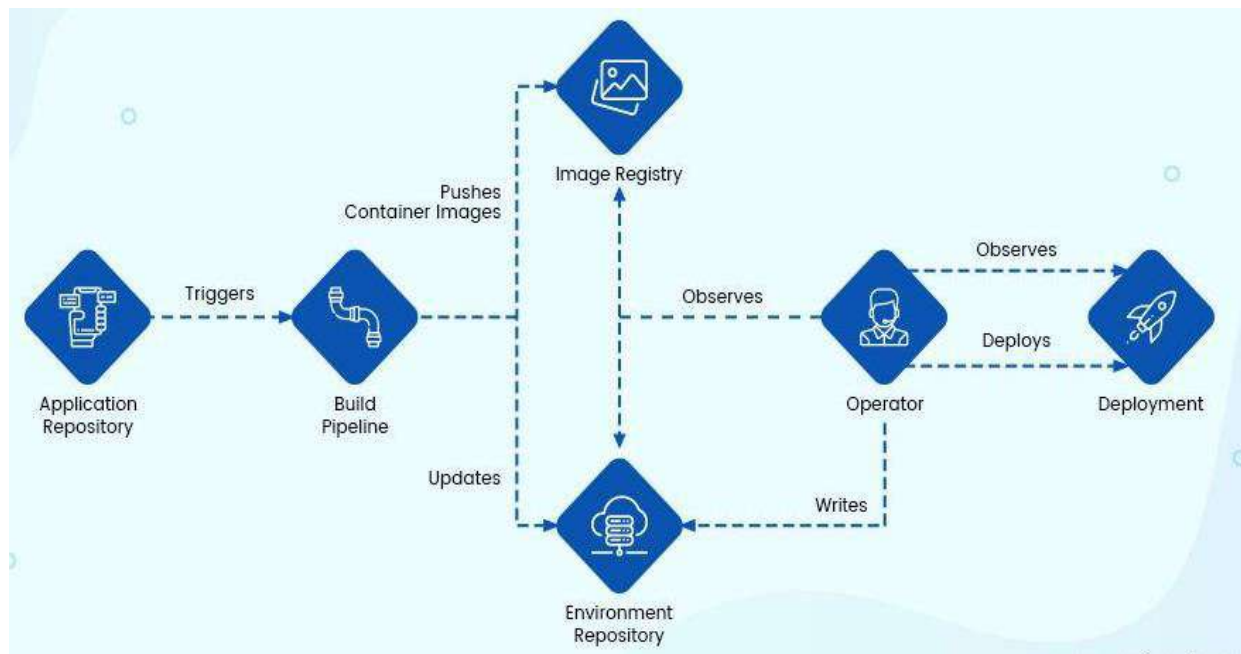 Image Registry
Pushes
Container Images
Triggers
Observes
Observes
Deploys
Application
Repository
Build
Pipeline
Operator
Deployment
Updates
Writes
Environment
Repository